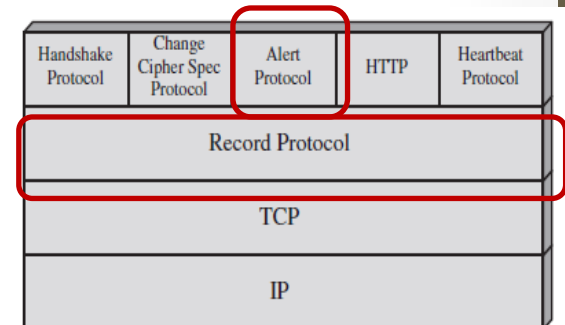 Handshake
Protocol
Change
Cipher Spec
Protocol
Alert
Protocol
HTTP
Heartbeat
Protocol
Record Protocol
TCP
IP